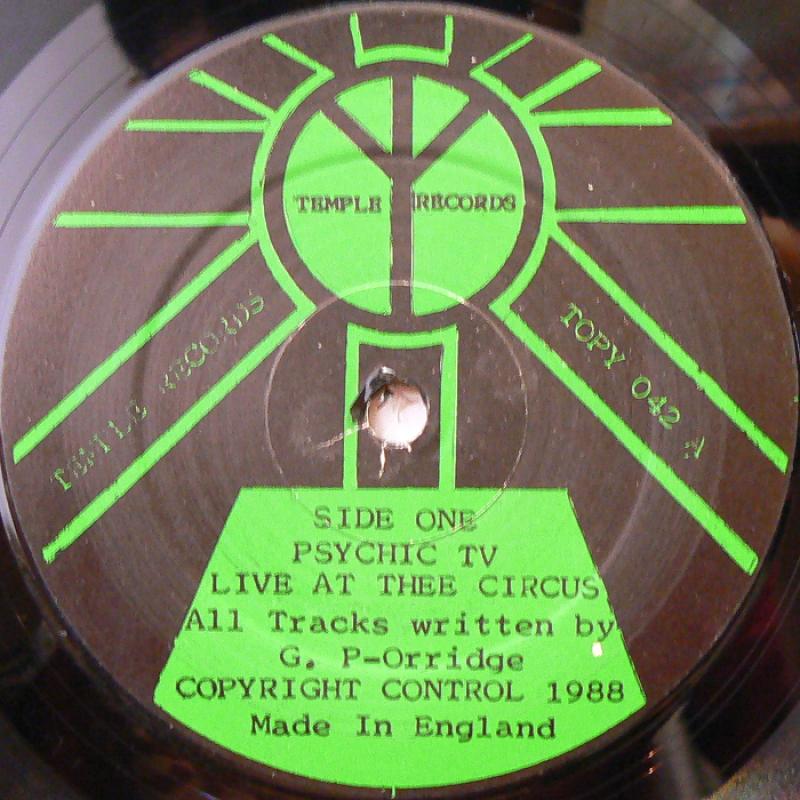 TEMPLE RECORDS
TEMPLE RECORDS
TOPY 042 A
SIDE ONE
PSYCHIC TV
LIVE AT THEE CIRCUS
All Tracks written by
G. P-Orridge
COPYRIGHT CONTROL 1988
Made In England